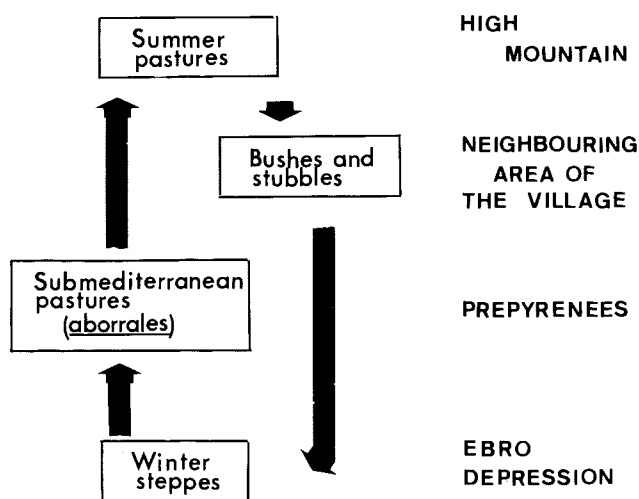 Summer
pastures
HIGH
MOUNTAIN
Bushes and
stubbles
NEIGHBOURING
AREA OF
THE VILLAGE
Submediterranean
pastures
(aborrales)
PREPYRENEES
Winter
steppes
EBRO
DEPRESSION